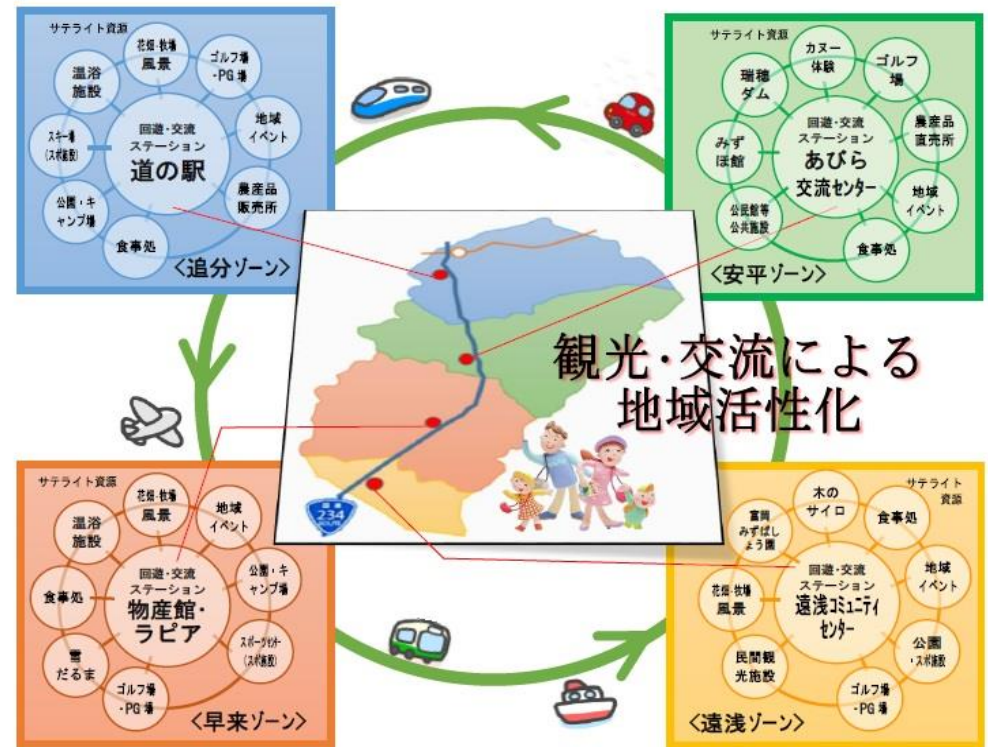 サテライト資源
花畑・牧場
風景
ゴルフ場
・PG場
温浴
施設
地域
イベント
スキー場
(スポ施設)
回遊・交流
ステーション
道の駅
農産品
販売所
公園・キ
ャンプ場
食事処
<追分ゾーン>
サテライト資源
カヌー
体験
ゴルフ
場
瑞穂
ダム
農産品
直売所
みず
ほ館
回遊・交流
ステーション
あびら
交流センター
地域
イベント
公民館等
公共施設
食事処
<安平ゾーン>
観光・交流による
地域活性化
234
サテライト資源
花畑・牧場
風景
地域
イベント
温浴
施設
公園・キ
ャンプ場
食事処
回遊・交流
ステーション
物産館・
ラピア
スポーツセンター
(スポ施設)
雪
だるま
ゴルフ場
・PG場
<早来ゾーン>
サテライト
資源
木の
サイロ
食事処
富岡
みずばし
ょう園
地域
イベント
花畑・牧場
風景
回遊・交流
ステーション
遠浅コミュニティ
センター
公園
・スポ施設
民間観
光施設
ゴルフ場
・PG場
<遠浅ゾーン>